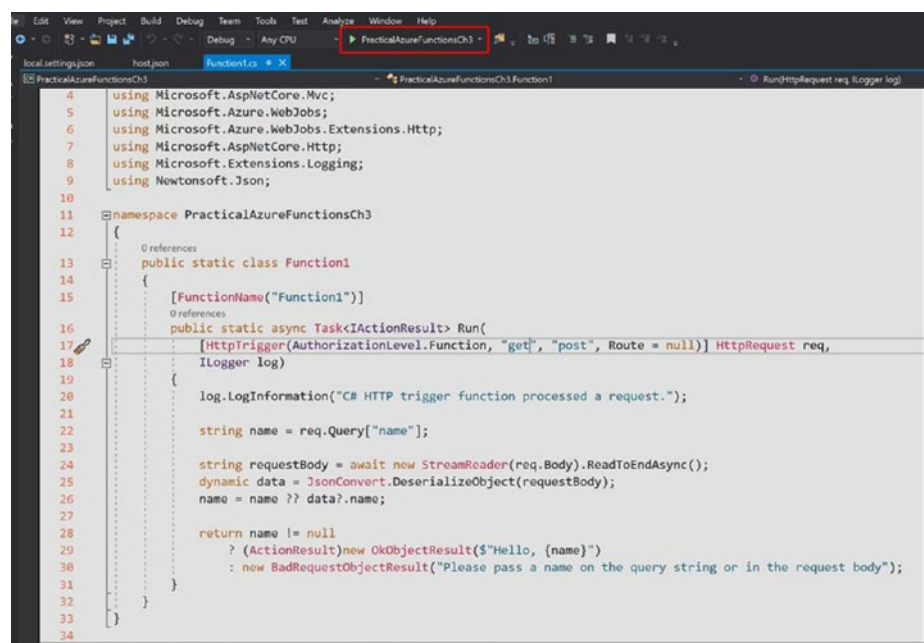 Edit View Project Build Debug Team Tools Test Analyze Window Help
Debug Any CPU PracticalAzureFunctionsCh3
local.settings.json host.json Function1.cs
PracticalAzureFunctionsCh3 PracticalAzureFunctionsCh3.Function1 Run(HttpRequest req, ILogger log)
4 using Microsoft.AspNetCore.Mvc;
5 using Microsoft.Azure.WebJobs;
6 using Microsoft.Azure.WebJobs.Extensions.Http;
7 using Microsoft.AspNetCore.Http;
8 using Microsoft.Extensions.Logging;
9 using Newtonsoft.Json;
10
11 namespace PracticalAzureFunctionsCh3
12 {
0 references
13 public static class Function1
14 {
15 [FunctionName("Function1")]
0 references
16 public static async Task<IActionResult> Run(
17 [HttpTrigger(AuthorizationLevel.Function, "get", "post", Route = null)] HttpRequest req,
18 ILogger log)
19 {
20 log.LogInformation("C# HTTP trigger function processed a request.");
21
22 string name = req.Query["name"];
23
24 string requestBody = await new StreamReader(req.Body).ReadToEndAsync();
25 dynamic data = JsonConvert.DeserializeObject(requestBody);
26 name = name ?? data?.name;
27
28 return name != null
29 ? (ActionResult)new OkObjectResult($"Hello, {name}")
30 : new BadRequestObjectResult("Please pass a name on the query string or in the request body");
31 }
32 }
33 }
34